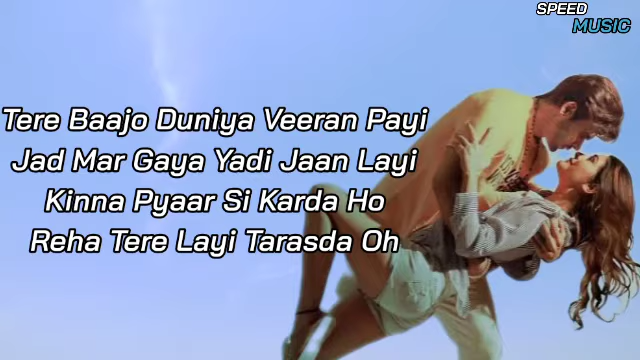 SPEED
MUSIC
Tere Baajo Duniya Veeran Payi
Jad Mar Gaya Yadi Jaan Layi
Kinna Pyaar Si Karda Ho
Reha Tere Layi Tarasda Oh